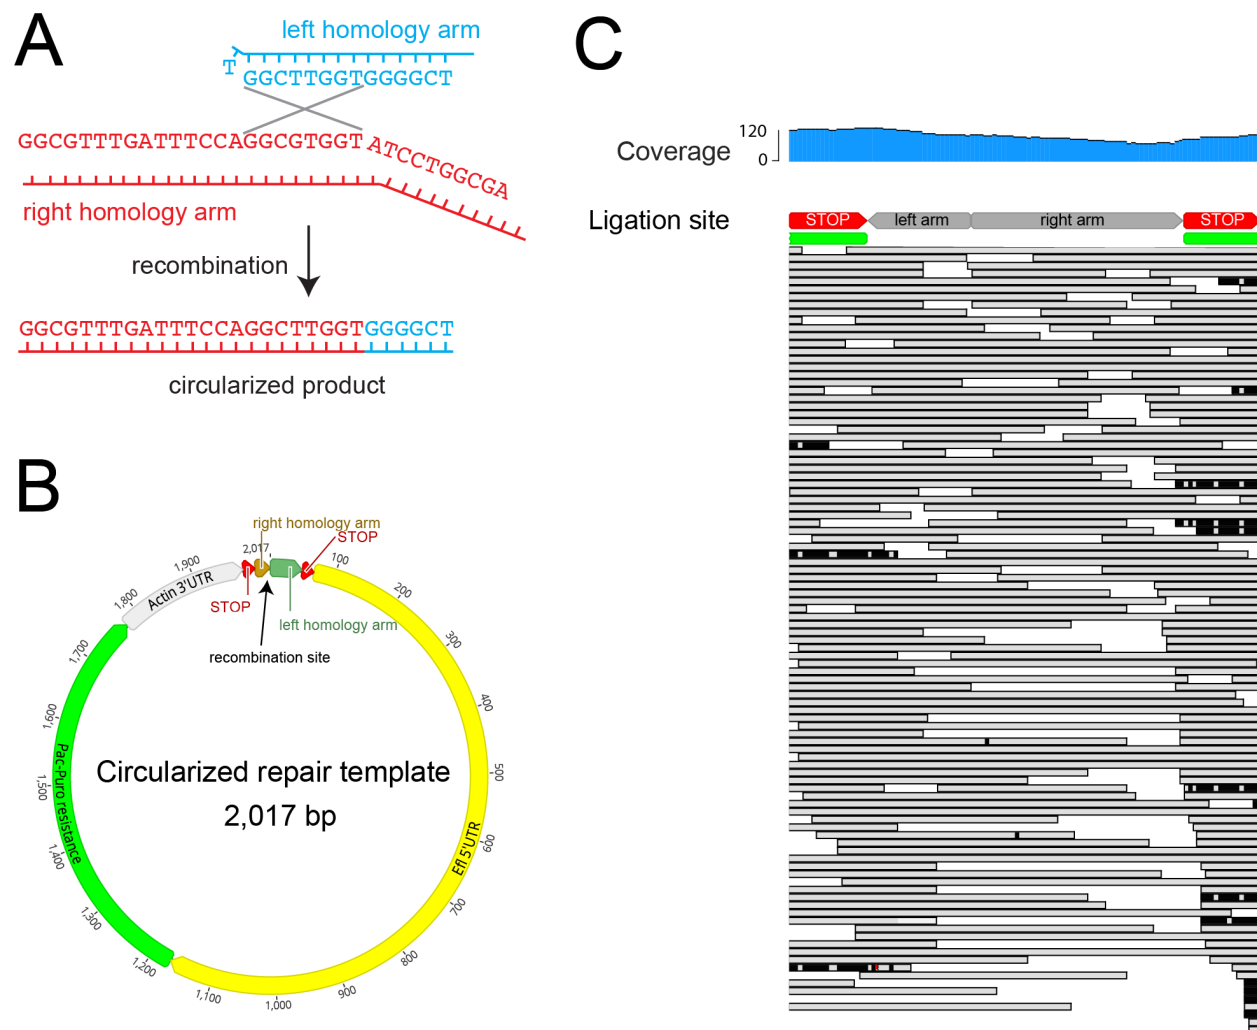 A
left homology arm
T
GGCTTGGTGGGGCT
GGCGTTTGATTTCCAGGCGTGGTATCCTGGCGA
right homology arm
recombination
GGCGTTTGATTTCCAGGCTTGGTGGGGCT
circularized product
B
right homology arm
STOP
2,017
100
200
300
400
500
600
700
800
900
1,000
1,100
1,200
1,300
1,400
1,500
1,600
1,700
1,800
1,900
Actin 3'UTR
STOP
left homology arm
recombination site
Pac-Puro resistance
Efl 5'UTR
Circularized repair template
2,017 bp
C
120
Coverage
0
Ligation site
STOP left arm right arm STOP